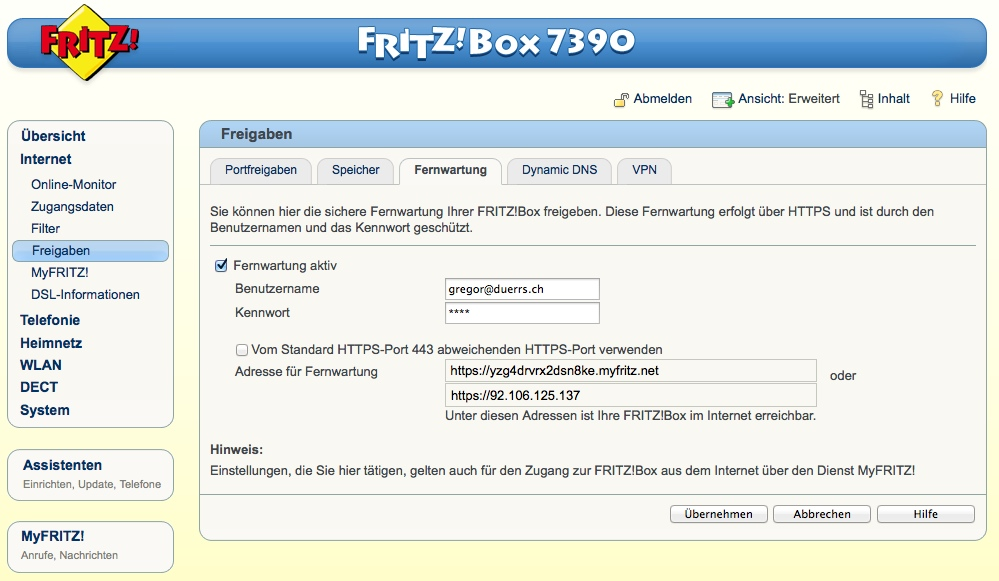 FRITZ!
FRITZ!Box 7390
Abmelden
Ansicht: Erweitert
Inhalt
Hilfe
Übersicht
Internet
Online-Monitor
Zugangsdaten
Filter
Freigaben
MyFRITZ!
DSL-Informationen
Telefonie
Heimnetz
WLAN
DECT
System
Assistenten
Einrichten, Update, Telefone
MyFRITZ!
Anrufe, Nachrichten
Freigaben
Portfreigaben
Speicher
Fernwartung
Dynamic DNS
VPN
Sie können hier die sichere Fernwartung Ihrer FRITZ!Box freigeben. Diese Fernwartung erfolgt über HTTPS und ist durch den
Benutzernamen und das Kennwort geschützt.
Fernwartung aktiv
Benutzername
gregor@duerrs.ch
Kennwort
****
Vom Standard HTTPS-Port 443 abweichenden HTTPS-Port verwenden
Adresse für Fernwartung
https://yzg4drvrx2dsn8ke.myfritz.net
oder
https://92.106.125.137
Unter diesen Adressen ist Ihre FRITZ!Box im Internet erreichbar.
Hinweis:
Einstellungen, die Sie hier tätigen, gelten auch für den Zugang zur FRITZ!Box aus dem Internet über den Dienst MyFRITZ!
Übernehmen
Abbrechen
Hilfe